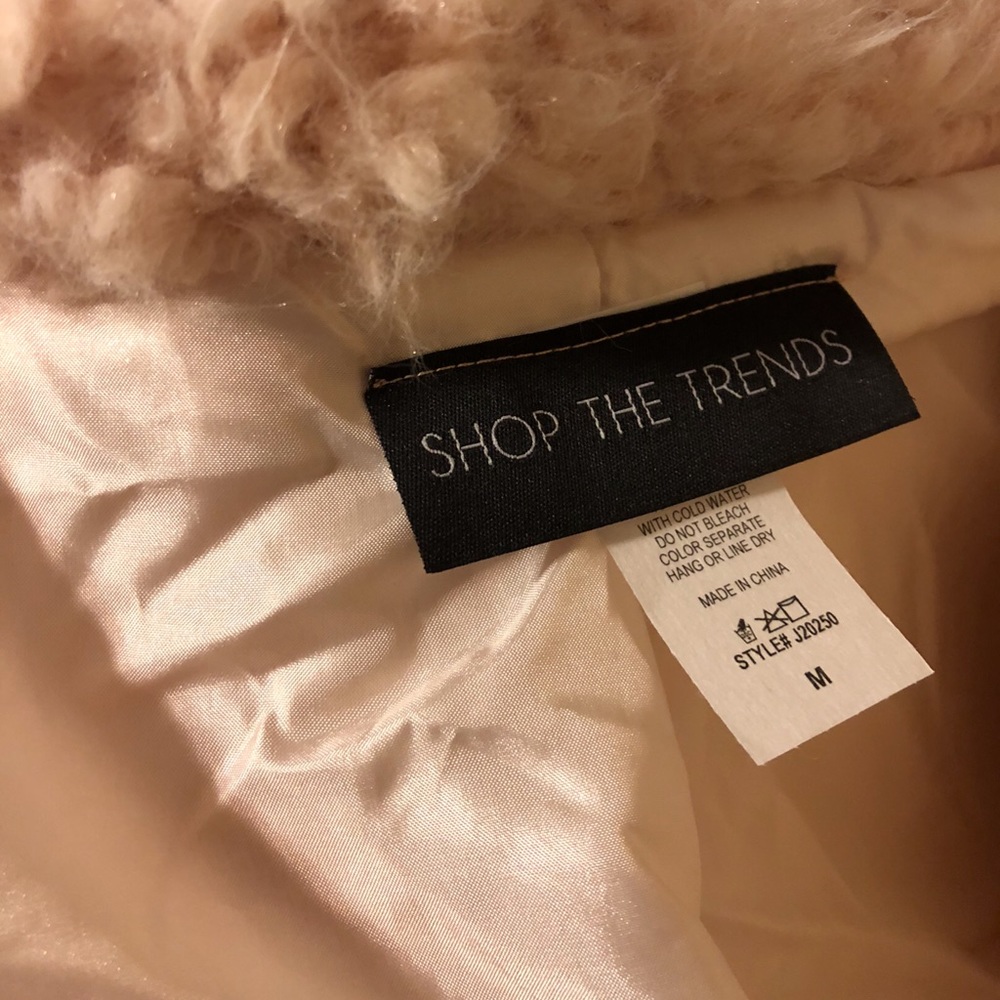 SHOP THE TRENDS
WITH COLD WATER
DO NOT BLEACH
COLOR SEPARATE
HANG OR LINE DRY
MADE IN CHINA
STYLE# J20250
M